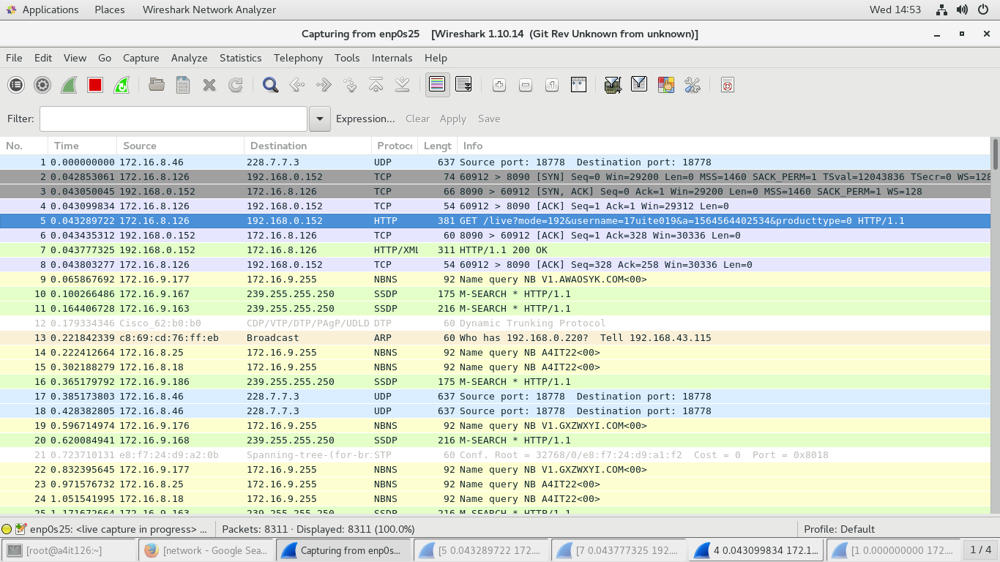 Applications Places Wireshark Network Analyzer Wed 14:53
Capturing from enp0s25 [Wireshark 1.10.14 (Git Rev Unknown from unknown)]
File Edit View Go Capture Analyze Statistics Telephony Tools Internals Help
Filter: Expression... Clear Apply Save
No. Time Source Destination Protoc Lengt Info
1 0.000000000 172.16.8.46 228.7.7.3 UDP 637 Source port: 18778 Destination port: 18778
2 0.042853061 172.16.8.126 192.168.0.152 TCP 74 60912 > 8090 [SYN] Seq=0 Win=29200 Len=0 MSS=1460 SACK_PERM=1 TSval=12043836 TSecr=0 WS=128
3 0.043050045 192.168.0.152 172.16.8.126 TCP 66 8090 > 60912 [SYN, ACK] Seq=0 Ack=1 Win=29200 Len=0 MSS=1460 SACK_PERM=1 WS=128
4 0.043099834 172.16.8.126 192.168.0.152 TCP 54 60912 > 8090 [ACK] Seq=1 Ack=1 Win=29312 Len=0
5 0.043289722 172.16.8.126 192.168.0.152 HTTP 381 GET /live?mode=192&username=17uite019&a=1564564402534&producttype=0 HTTP/1.1
6 0.043435312 192.168.0.152 172.16.8.126 TCP 60 8090 > 60912 [ACK] Seq=1 Ack=328 Win=30336 Len=0
7 0.043777325 192.168.0.152 172.16.8.126 HTTP/XML 311 HTTP/1.1 200 OK
8 0.043803277 172.16.8.126 192.168.0.152 TCP 54 60912 > 8090 [ACK] Seq=328 Ack=258 Win=30336 Len=0
9 0.065867692 172.16.9.177 172.16.9.255 NBNS 92 Name query NB V1.AWAOSYK.COM<00>
10 0.100266486 172.16.9.167 239.255.255.250 SSDP 175 M-SEARCH * HTTP/1.1
11 0.164406728 172.16.9.163 239.255.255.250 SSDP 216 M-SEARCH * HTTP/1.1
12 0.179334346 Cisco_62:b0:b0 CDP/VTP/DTP/PAgP/UDLD DTP 60 Dynamic Trunking Protocol
13 0.221842339 c8:69:cd:76:ff:eb Broadcast ARP 60 Who has 192.168.0.220? Tell 192.168.43.115
14 0.222412664 172.16.8.25 172.16.9.255 NBNS 92 Name query NB A4IT22<00>
15 0.302188279 172.16.8.18 172.16.9.255 NBNS 92 Name query NB A4IT22<00>
16 0.365179792 172.16.9.186 239.255.255.250 SSDP 175 M-SEARCH * HTTP/1.1
17 0.385173803 172.16.8.46 228.7.7.3 UDP 637 Source port: 18778 Destination port: 18778
18 0.428382805 172.16.8.46 228.7.7.3 UDP 637 Source port: 18778 Destination port: 18778
19 0.596714974 172.16.9.176 172.16.9.255 NBNS 92 Name query NB V1.GXZWXYI.COM<00>
20 0.620084941 172.16.9.168 239.255.255.250 SSDP 216 M-SEARCH * HTTP/1.1
21 0.723710131 e8:f7:24:d9:a2:0b Spanning-tree-(for-bri STP 60 Conf. Root = 32768/0/e8:f7:24:d9:a1:f2 Cost = 0 Port = 0x8018
22 0.832395645 172.16.9.177 172.16.9.255 NBNS 92 Name query NB V1.GXZWXYI.COM<00>
23 0.971576732 172.16.8.25 172.16.9.255 NBNS 92 Name query NB A4IT22<00>
24 1.051541995 172.16.8.18 172.16.9.255 NBNS 92 Name query NB A4IT22<00>
25 1.171672664 172.16.9.163 239.255.255.250 SSDP 216 M-SEARCH * HTTP/1.1
enp0s25: <live capture in progress> ... Packets: 8311 · Displayed: 8311 (100.0%) Profile: Default
[root@a4it126:~] [network - Google Sea... Capturing from enp0s... [5 0.043289722 172.... [7 0.043777325 192.... 4 0.043099834 172.1... [1 0.000000000 172.... 1 / 4